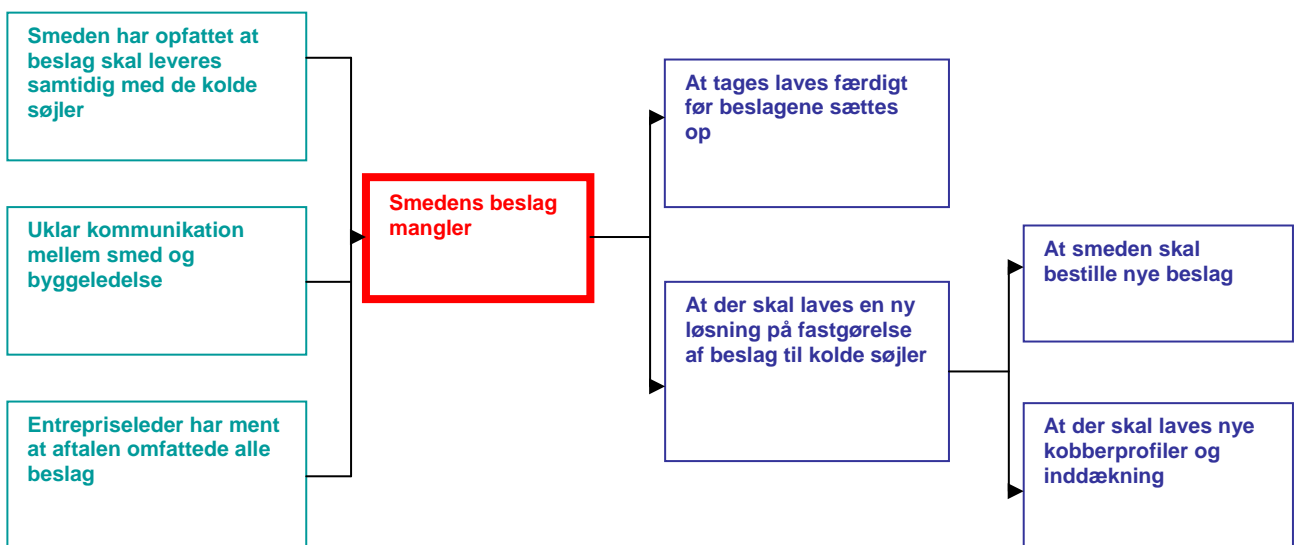 Smeden har opfattet at
beslag skal leveres
samtidig med de kolde
søjler
Uklar kommunikation
mellem smed og
byggeledelse
Entrepriseleder har ment
at aftalen omfattede alle
beslag
Smedens beslag
mangler
At tages laves færdigt
før beslagene sættes
op
At der skal laves en ny
løsning på fastgørelse
af beslag til kolde søjler
At smeden skal
bestille nye beslag
At der skal laves nye
kobberprofiler og
inddækning